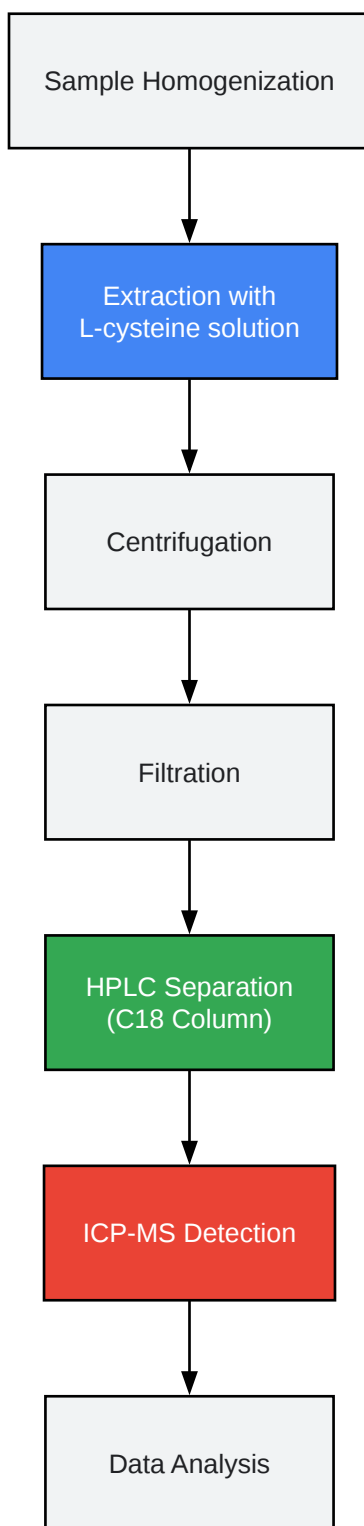 Sample Homogenization
Extraction with
L-cysteine solution
Centrifugation
Filtration
HPLC Separation
(C18 Column)
ICP-MS Detection
Data Analysis